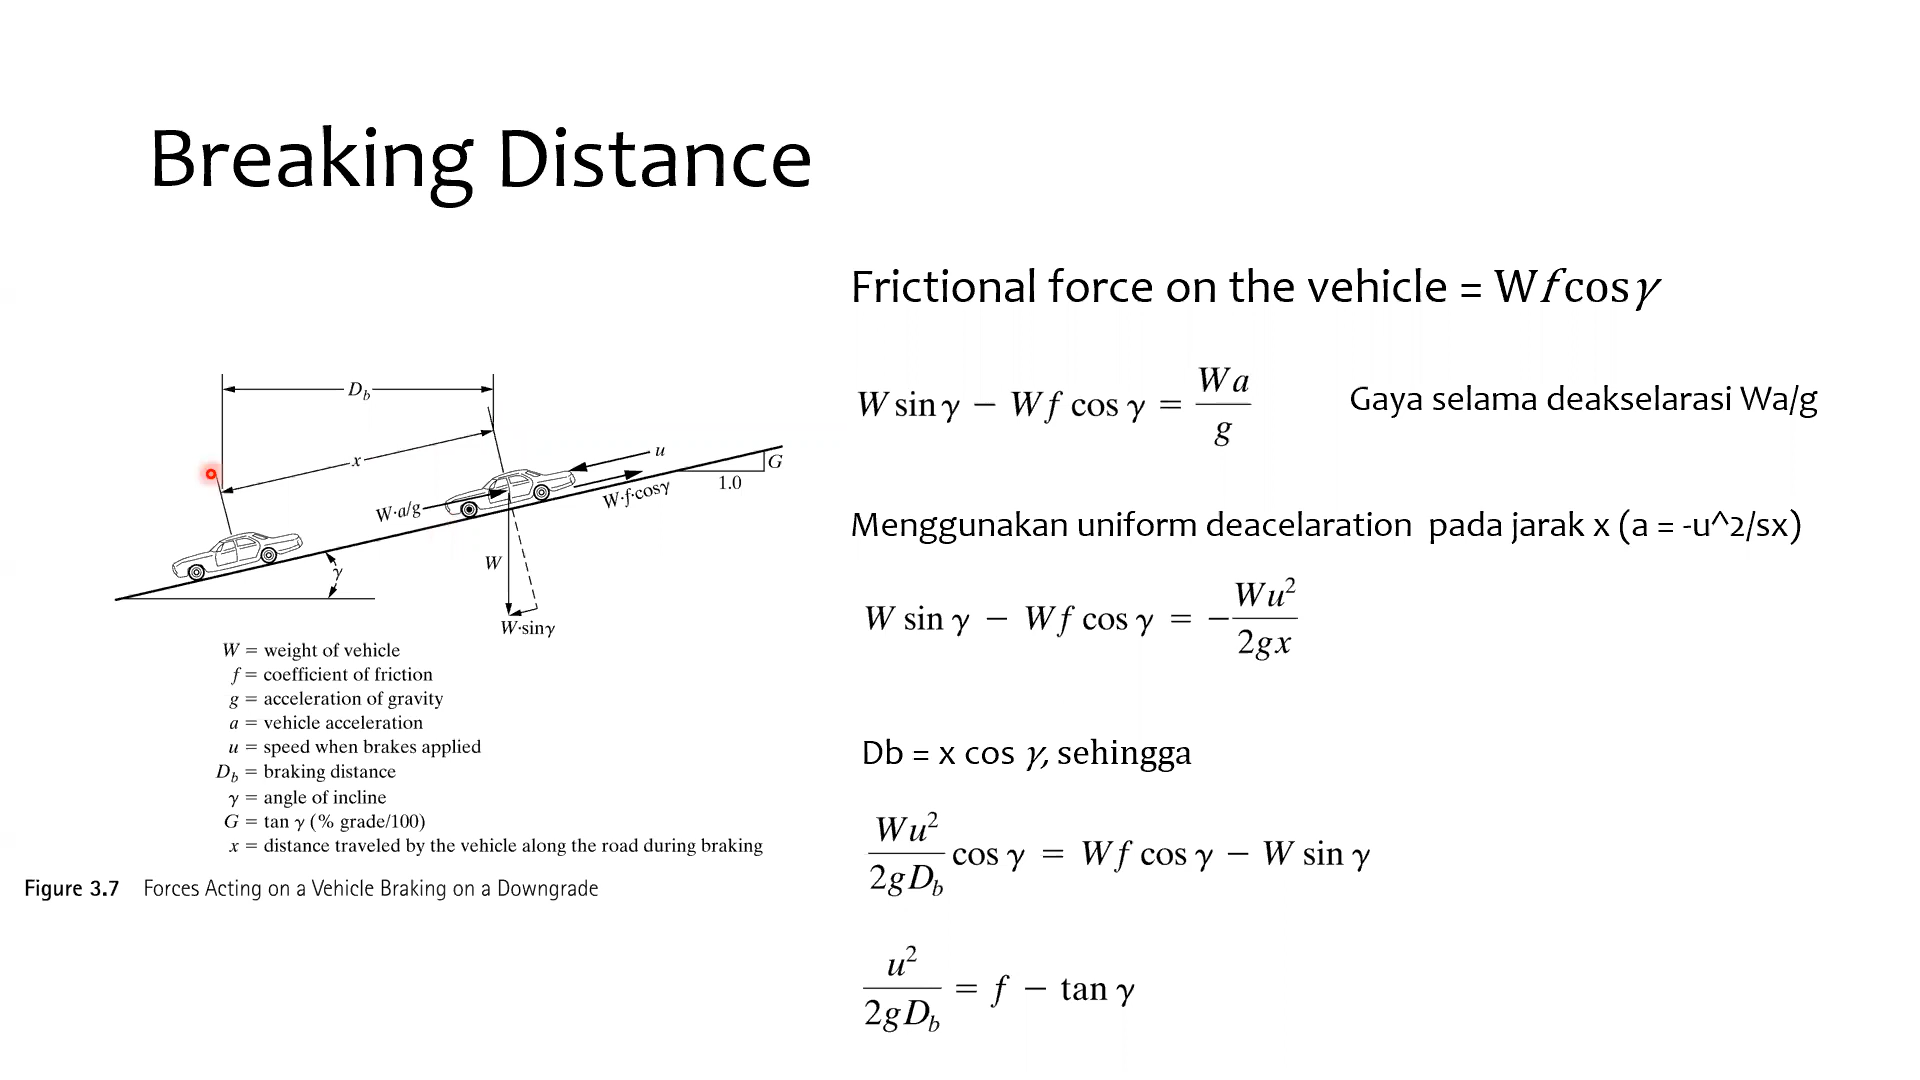 Breaking Distance
Frictional force on the vehicle = Wfcosγ
W sin γ − Wf cos γ = Wa/g
Gaya selama deakselarasi Wa/g
Menggunakan uniform deacelaration pada jarak x (a = -u^2/sx)
W sin γ − Wf cos γ = −Wu²/2gx
Db = x cos γ, sehingga
Wu²/2gD_b cos γ = Wf cos γ − W sin γ
u²/2gD_b = f − tan γ
D_b
x
u
G
1.0
W·f·cosγ
W·a/g
W
γ
W·sinγ
W = weight of vehicle
f = coefficient of friction
g = acceleration of gravity
a = vehicle acceleration
u = speed when brakes applied
D_b = braking distance
γ = angle of incline
G = tan γ (% grade/100)
x = distance traveled by the vehicle along the road during braking
Figure 3.7 Forces Acting on a Vehicle Braking on a Downgrade